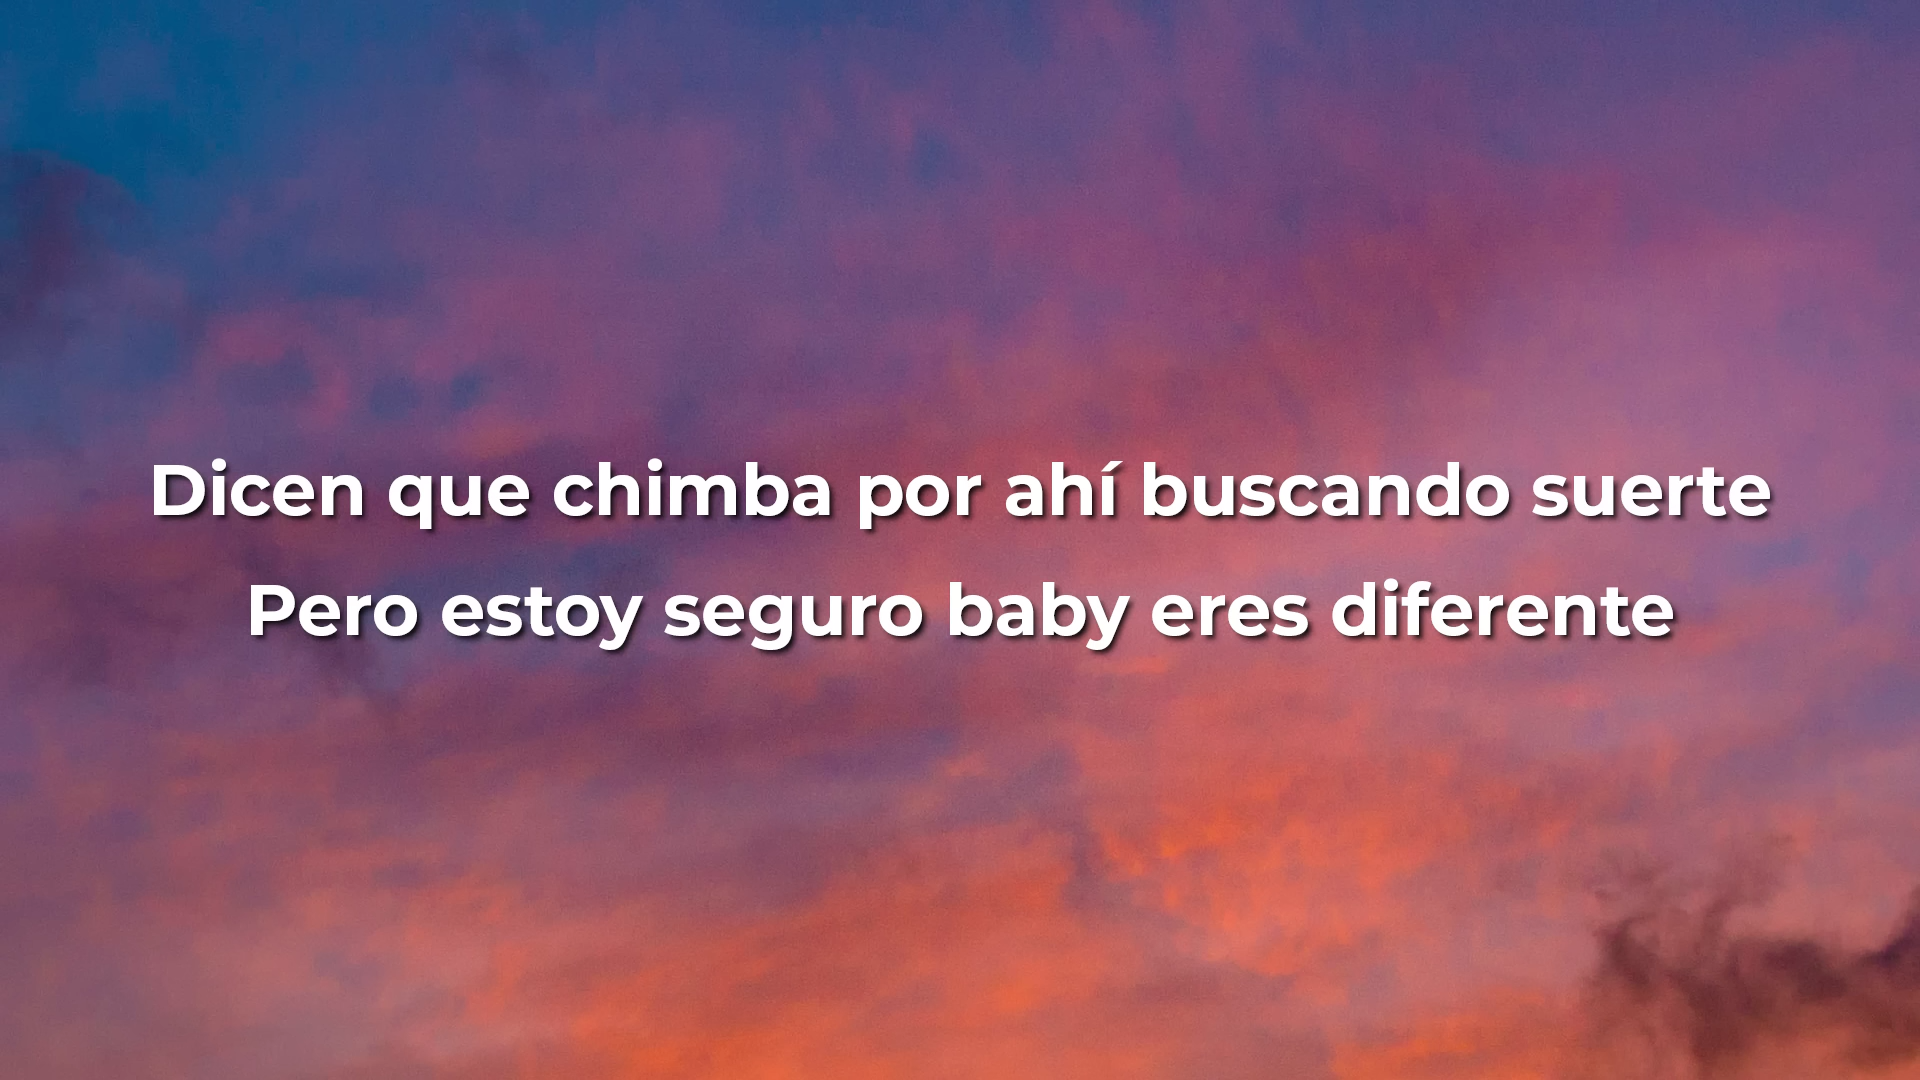 Dicen que chimba por ahí buscando suerte
Pero estoy seguro baby eres diferente